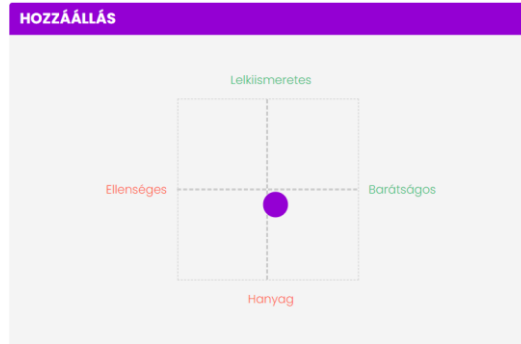 HOZZÁÁLLÁS
Lelkiismeretes
Ellenséges
Barátságos
Hanyag